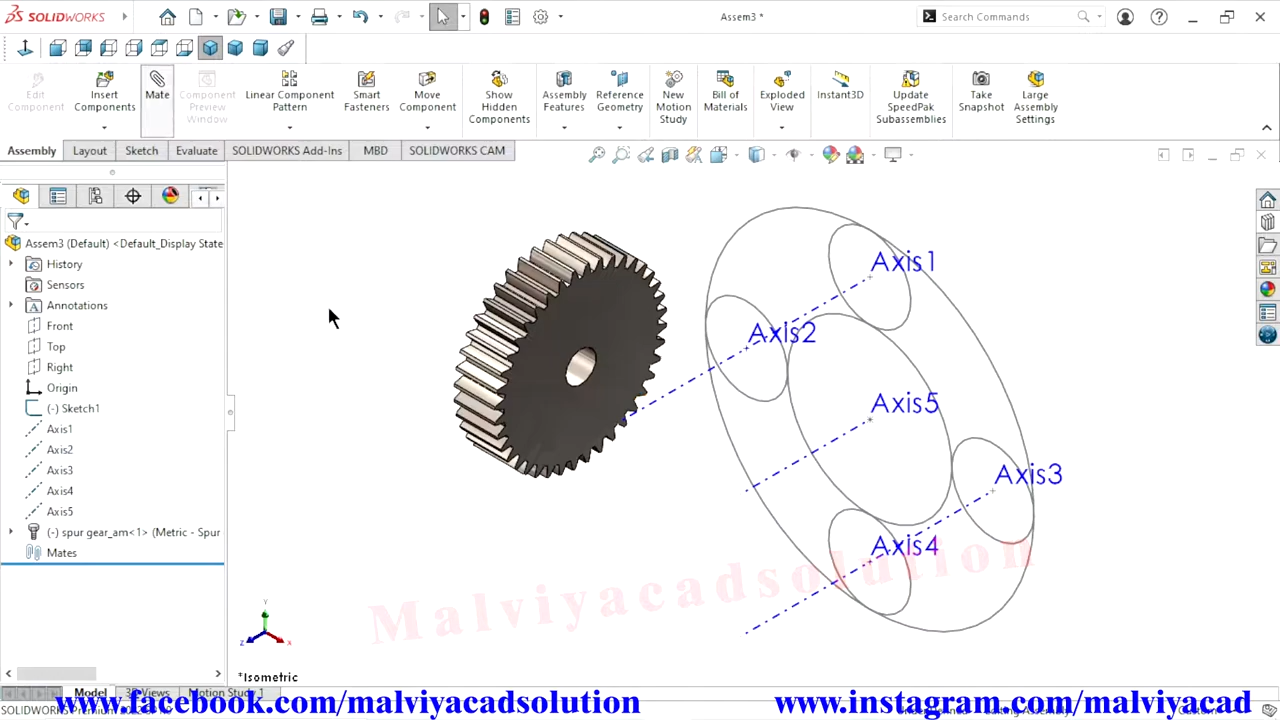 SOLIDWORKS
Assem3 *
Search Commands
Edit Component
Insert Components
Mate
Component Preview Window
Linear Component Pattern
Smart Fasteners
Move Component
Show Hidden Components
Assembly Features
Reference Geometry
New Motion Study
Bill of Materials
Exploded View
Instant3D
Update SpeedPak Subassemblies
Take Snapshot
Large Assembly Settings
Assembly
Layout
Sketch
Evaluate
SOLIDWORKS Add-Ins
MBD
SOLIDWORKS CAM
Assem3 (Default) <Default_Display State
History
Sensors
Annotations
Front
Top
Right
Origin
(-) Sketch1
Axis1
Axis2
Axis3
Axis4
Axis5
(-) spur gear_am<1> (Metric - Spur
Mates
Axis1
Axis2
Axis5
Axis3
Axis4
Malviyacadsolution
Y
Z
X
*Isometric
Model
3D Views
Motion Study 1
www.facebook.com/malviyacadsolution
www.instagram.com/malviyacad
SOLIDWORKS Premium